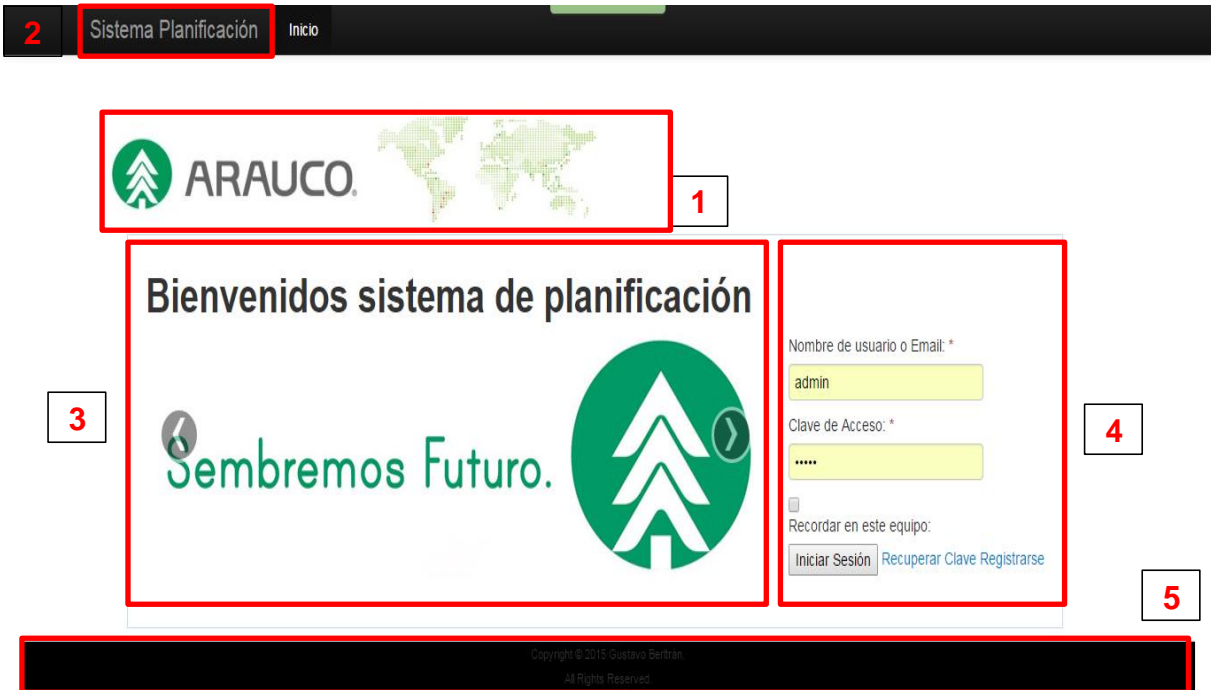 2
Sistema Planificación
Inicio
ARAUCO.
1
Bienvenidos sistema de planificación
Sembremos Futuro.
3
Nombre de usuario o Email: *
admin
Clave de Acceso: *
•••••
Recordar en este equipo:
Iniciar Sesión Recuperar Clave Registrarse
4
5
Copyright © 2015 Gustavo Bertrán.
All Rights Reserved.